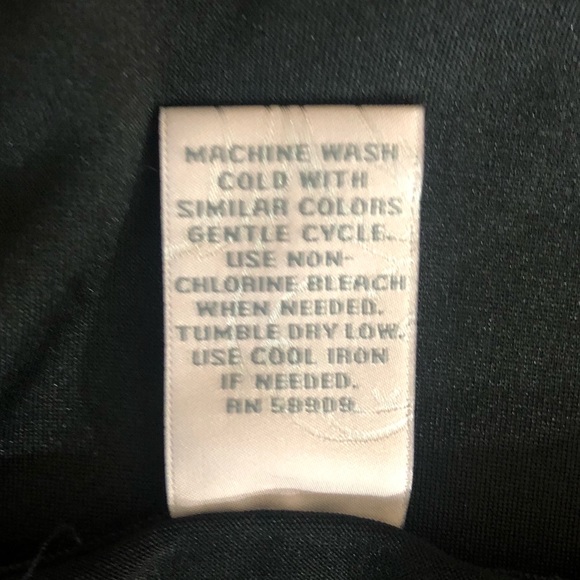 MACHINE WASH
COLD WITH
SIMILAR COLORS
GENTLE CYCLE.
USE NON-
CHLORINE BLEACH
WHEN NEEDED.
TUMBLE DRY LOW.
USE COOL IRON
IF NEEDED.
RN 59909